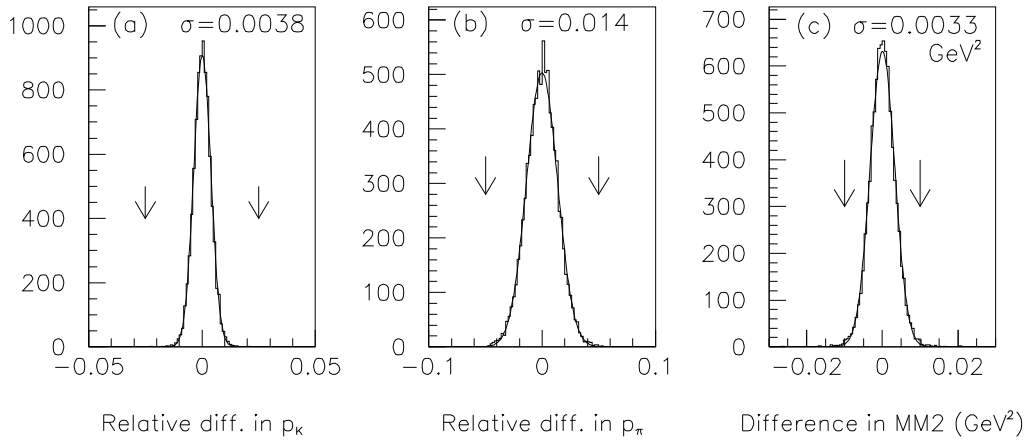 (a) σ=0.0038
1000
800
600
400
200
0
-0.05 0 0.05
Relative diff. in pκ
(b) σ=0.014
600
500
400
300
200
100
0
-0.1 0 0.1
Relative diff. in pπ
(c) σ=0.0033
GeV²
700
600
500
400
300
200
100
0
-0.02 0 0.02
Difference in MM2 (GeV²)